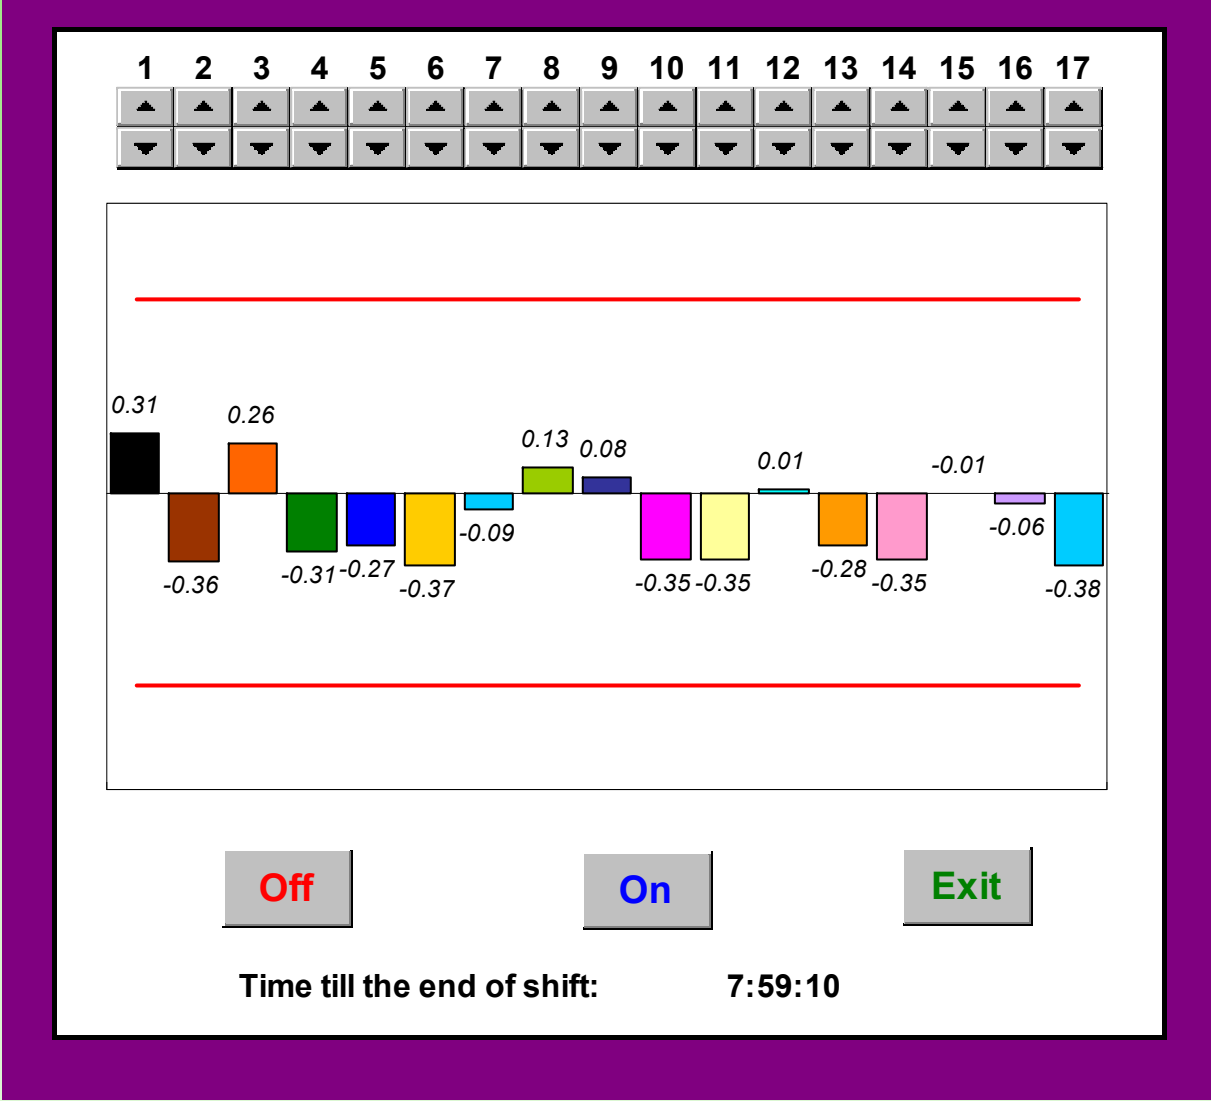 1 2 3 4 5 6 7 8 9 10 11 12 13 14 15 16 17
0.31 0.26 0.13 0.08 0.01 -0.01
-0.36 -0.31 -0.27 -0.37 -0.09 -0.35 -0.35 -0.28 -0.35 -0.06 -0.38
Off On Exit
Time till the end of shift: 7:59:10